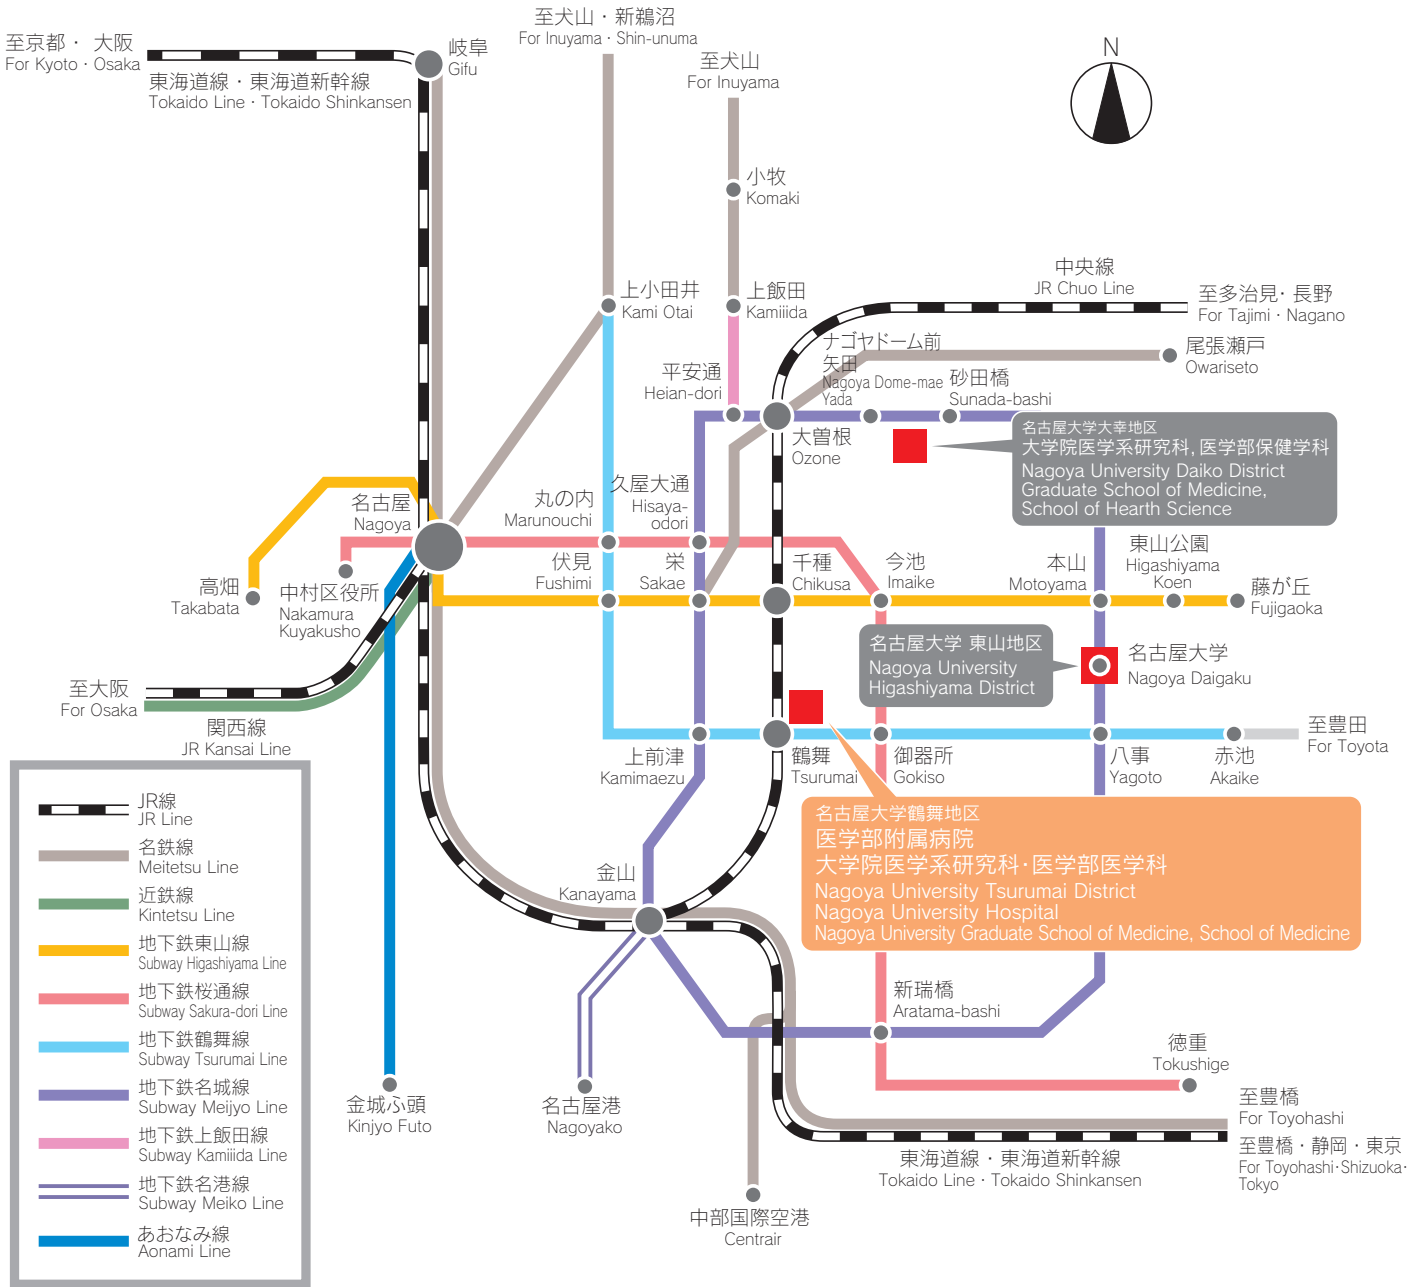 至京都・大阪
For Kyoto・Osaka
東海道線・東海道新幹線
Tokaido Line・Tokaido Shinkansen
岐阜
Gifu
至犬山・新鵜沼
For Inuyama・Shin-unuma
至犬山
For Inuyama
N
小牧
Komaki
上小田井
Kami Otai
上飯田
Kamiiida
中央線
JR Chuo Line
至多治見・長野
For Tajimi・Nagano
尾張瀬戸
Owariseto
平安通
Heian-dori
ナゴヤドーム前
矢田
Nagoya Dome-mae
Yada
砂田橋
Sunada-bashi
大曽根
Ozone
名古屋大学大幸地区
大学院医学系研究科,医学部保健学科
Nagoya University Daiko District
Graduate School of Medicine,
School of Hearth Science
名古屋
Nagoya
丸の内
Marunouchi
久屋大通
Hisaya-
odori
高畑
Takabata
中村区役所
Nakamura
Kuyakusho
伏見
Fushimi
栄
Sakae
千種
Chikusa
今池
Imaike
本山
Motoyama
東山公園
Higashiyama
Koen
藤が丘
Fujigaoka
名古屋大学 東山地区
Nagoya University
Higashiyama District
名古屋大学
Nagoya Daigaku
至大阪
For Osaka
関西線
JR Kansai Line
上前津
Kamimaezu
鶴舞
Tsurumai
御器所
Gokiso
八事
Yagoto
赤池
Akaike
至豊田
For Toyota
名古屋大学鶴舞地区
医学部附属病院
大学院医学系研究科・医学部医学科
Nagoya University Tsurumai District
Nagoya University Hospital
Nagoya University Graduate School of Medicine, School of Medicine
金山
Kanayama
新瑞橋
Aratama-bashi
徳重
Tokushige
金城ふ頭
Kinjyo Futo
名古屋港
Nagoyako
至豊橋
For Toyohashi
至豊橋・静岡・東京
For Toyohashi・Shizuoka・
Tokyo
東海道線・東海道新幹線
Tokaido Line・Tokaido Shinkansen
中部国際空港
Centrair
JR線
JR Line
名鉄線
Meitetsu Line
近鉄線
Kintetsu Line
地下鉄東山線
Subway Higashiyama Line
地下鉄桜通線
Subway Sakura-dori Line
地下鉄鶴舞線
Subway Tsurumai Line
地下鉄名城線
Subway Meijyo Line
地下鉄上飯田線
Subway Kamiiida Line
地下鉄名港線
Subway Meiko Line
あおなみ線
Aonami Line